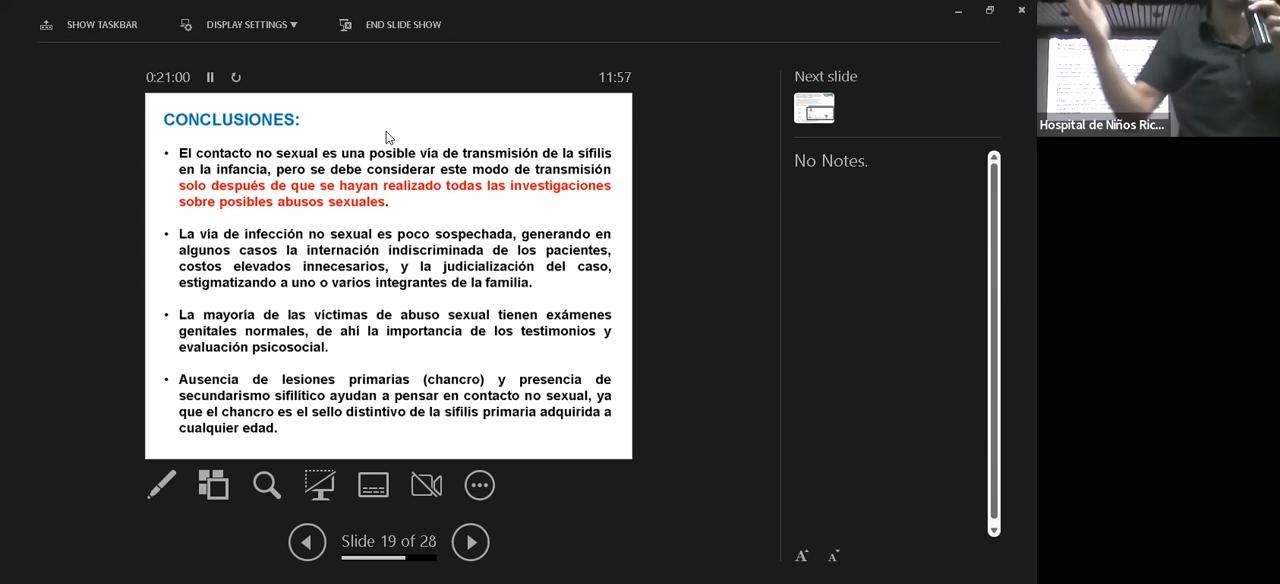 SHOW TASKBAR
DISPLAY SETTINGS ▼
END SLIDE SHOW
0:21:00
11:57
CONCLUSIONES:
• El contacto no sexual es una posible vía de transmisión de la sífilis
en la infancia, pero se debe considerar este modo de transmisión
solo después de que se hayan realizado todas las investigaciones
sobre posibles abusos sexuales.
• La vía de infección no sexual es poco sospechada, generando en
algunos casos la internación indiscriminada de los pacientes,
costos elevados innecesarios, y la judicialización del caso,
estigmatizando a uno o varios integrantes de la familia.
• La mayoría de las víctimas de abuso sexual tienen exámenes
genitales normales, de ahí la importancia de los testimonios y
evaluación psicosocial.
• Ausencia de lesiones primarias (chancro) y presencia de
secundarismo sifilítico ayudan a pensar en contacto no sexual, ya
que el chancro es el sello distintivo de la sífilis primaria adquirida a
cualquier edad.
Slide 19 of 28
Next slide
No Notes.
A A
Hospital de Niños Ric...